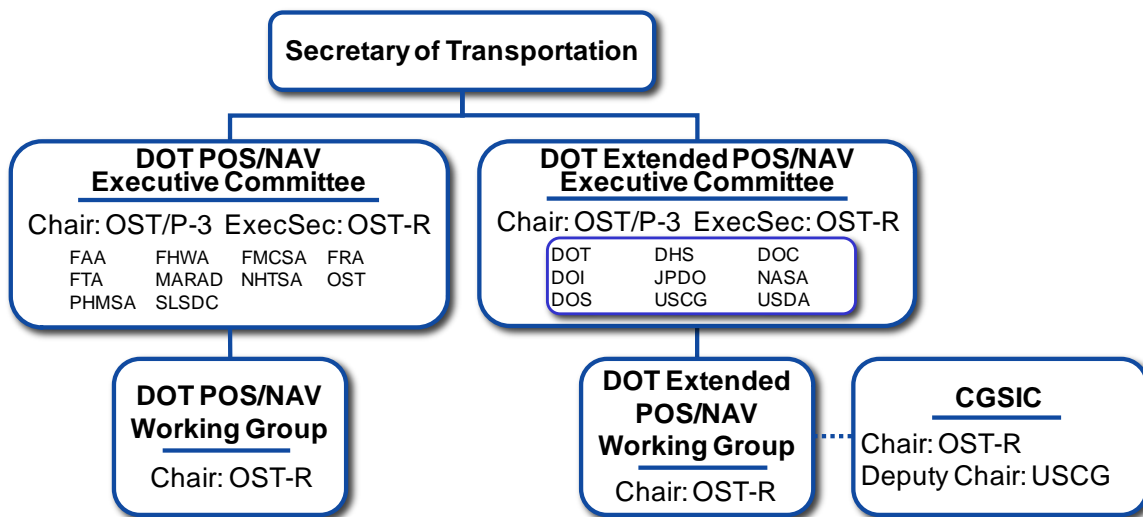 Secretary of Transportation
DOT POS/NAV
Executive Committee
Chair: OST/P-3 ExecSec: OST-R
FAA FHWA FMCSA FRA
FTA MARAD NHTSA OST
PHMSA SLSDC
DOT Extended POS/NAV
Executive Committee
Chair: OST/P-3 ExecSec: OST-R
DOT DHS DOC
DOI JPDO NASA
DOS USCG USDA
DOT POS/NAV
Working Group
Chair: OST-R
DOT Extended
POS/NAV
Working Group
Chair: OST-R
CGSIC
Chair: OST-R
Deputy Chair: USCG